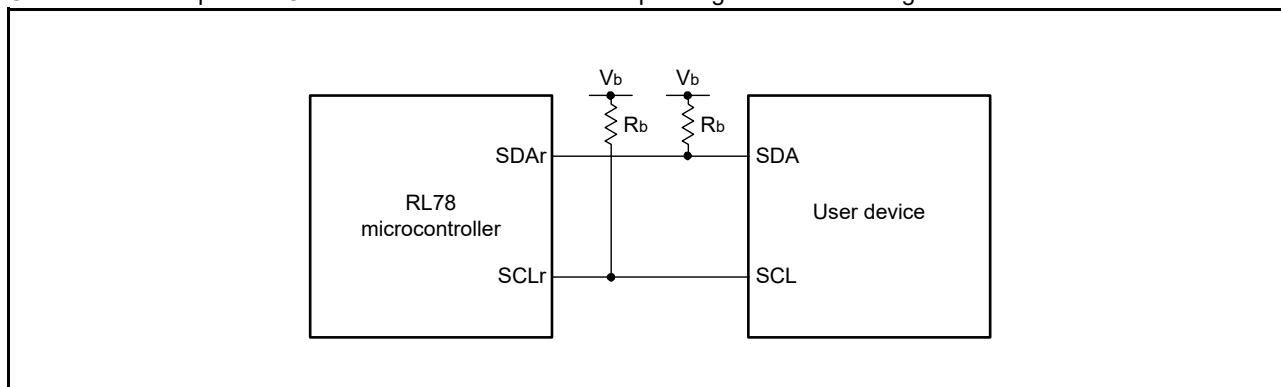 Vb Vb
Rb Rb
SDAr SDA
RL78
microcontroller
User device
SCLr SCL